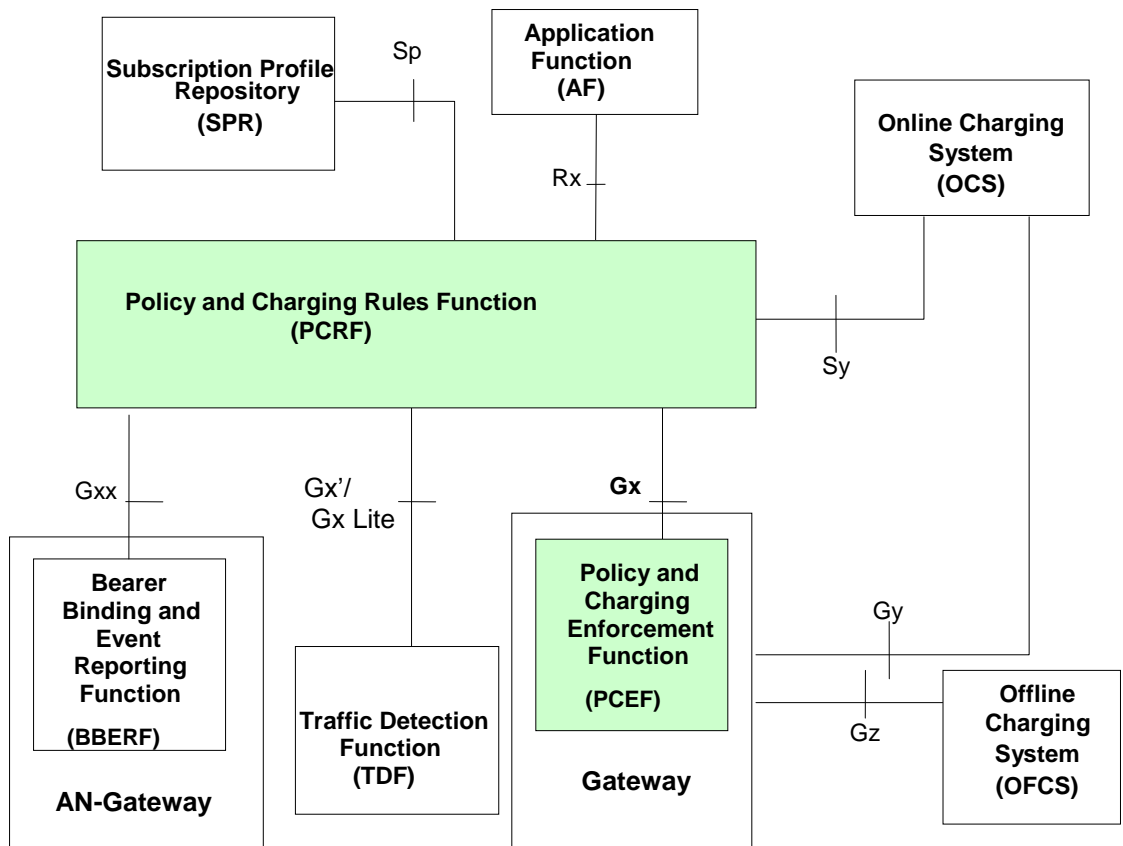 Subscription Profile
Repository
(SPR)
Sp
Application
Function
(AF)
Online Charging
System
(OCS)
Rx
Policy and Charging Rules Function
(PCRF)
Sy
Gxx
Gx’/
Gx Lite
Gx
Bearer
Binding and
Event
Reporting
Function
(BBERF)
AN-Gateway
Traffic Detection
Function
(TDF)
Policy and
Charging
Enforcement
Function
(PCEF)
Gateway
Gy
Gz
Offline
Charging
System
(OFCS)